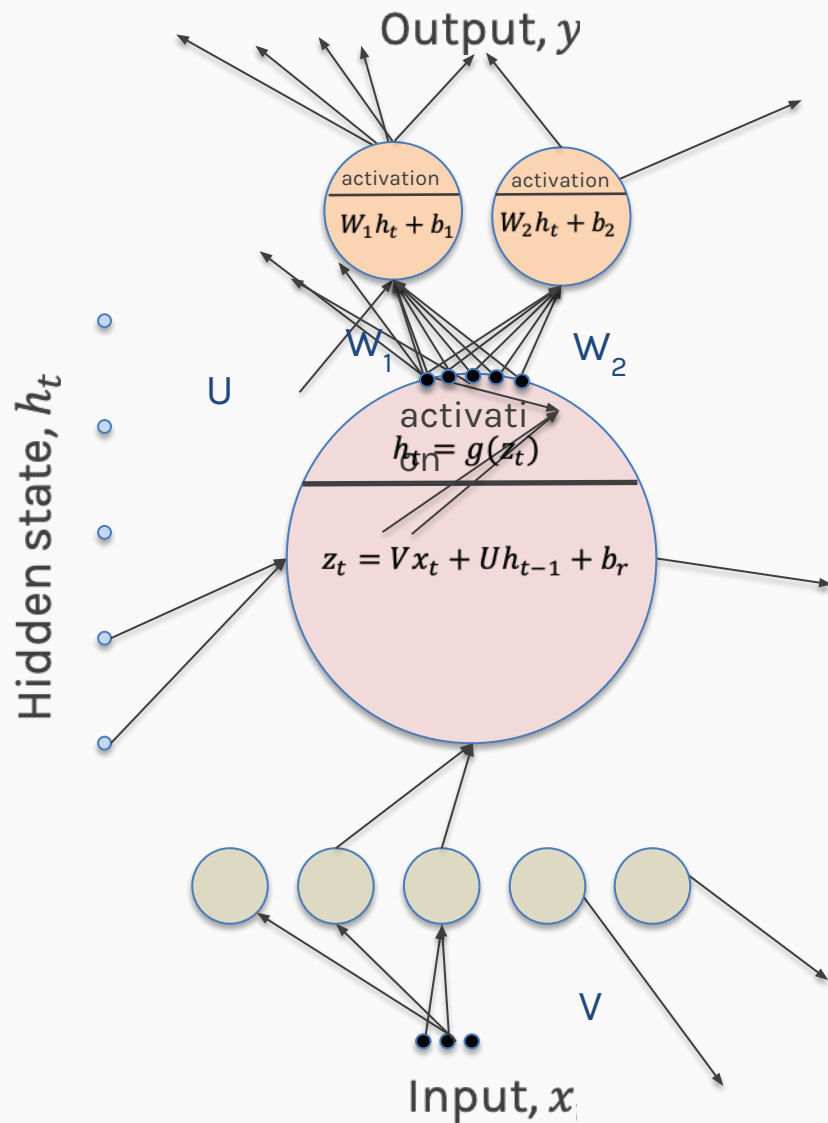 Output, y
activation
W₁hₜ + b₁
activation
W₂hₜ + b₂
W₁
W₂
U
Hidden state, hₜ
activati
on
hₜ = g(zₜ)
zₜ = Vxₜ + Uhₜ₋₁ + bᵣ
V
Input, x